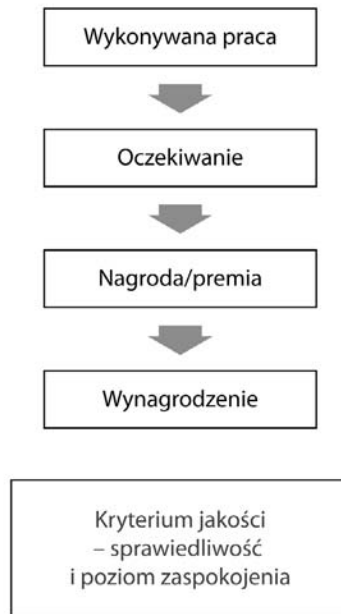 Wykonywana praca
Oczekiwanie
Nagroda/premia
Wynagrodzenie
Kryterium jakości
– sprawiedliwość
i poziom zaspokojenia